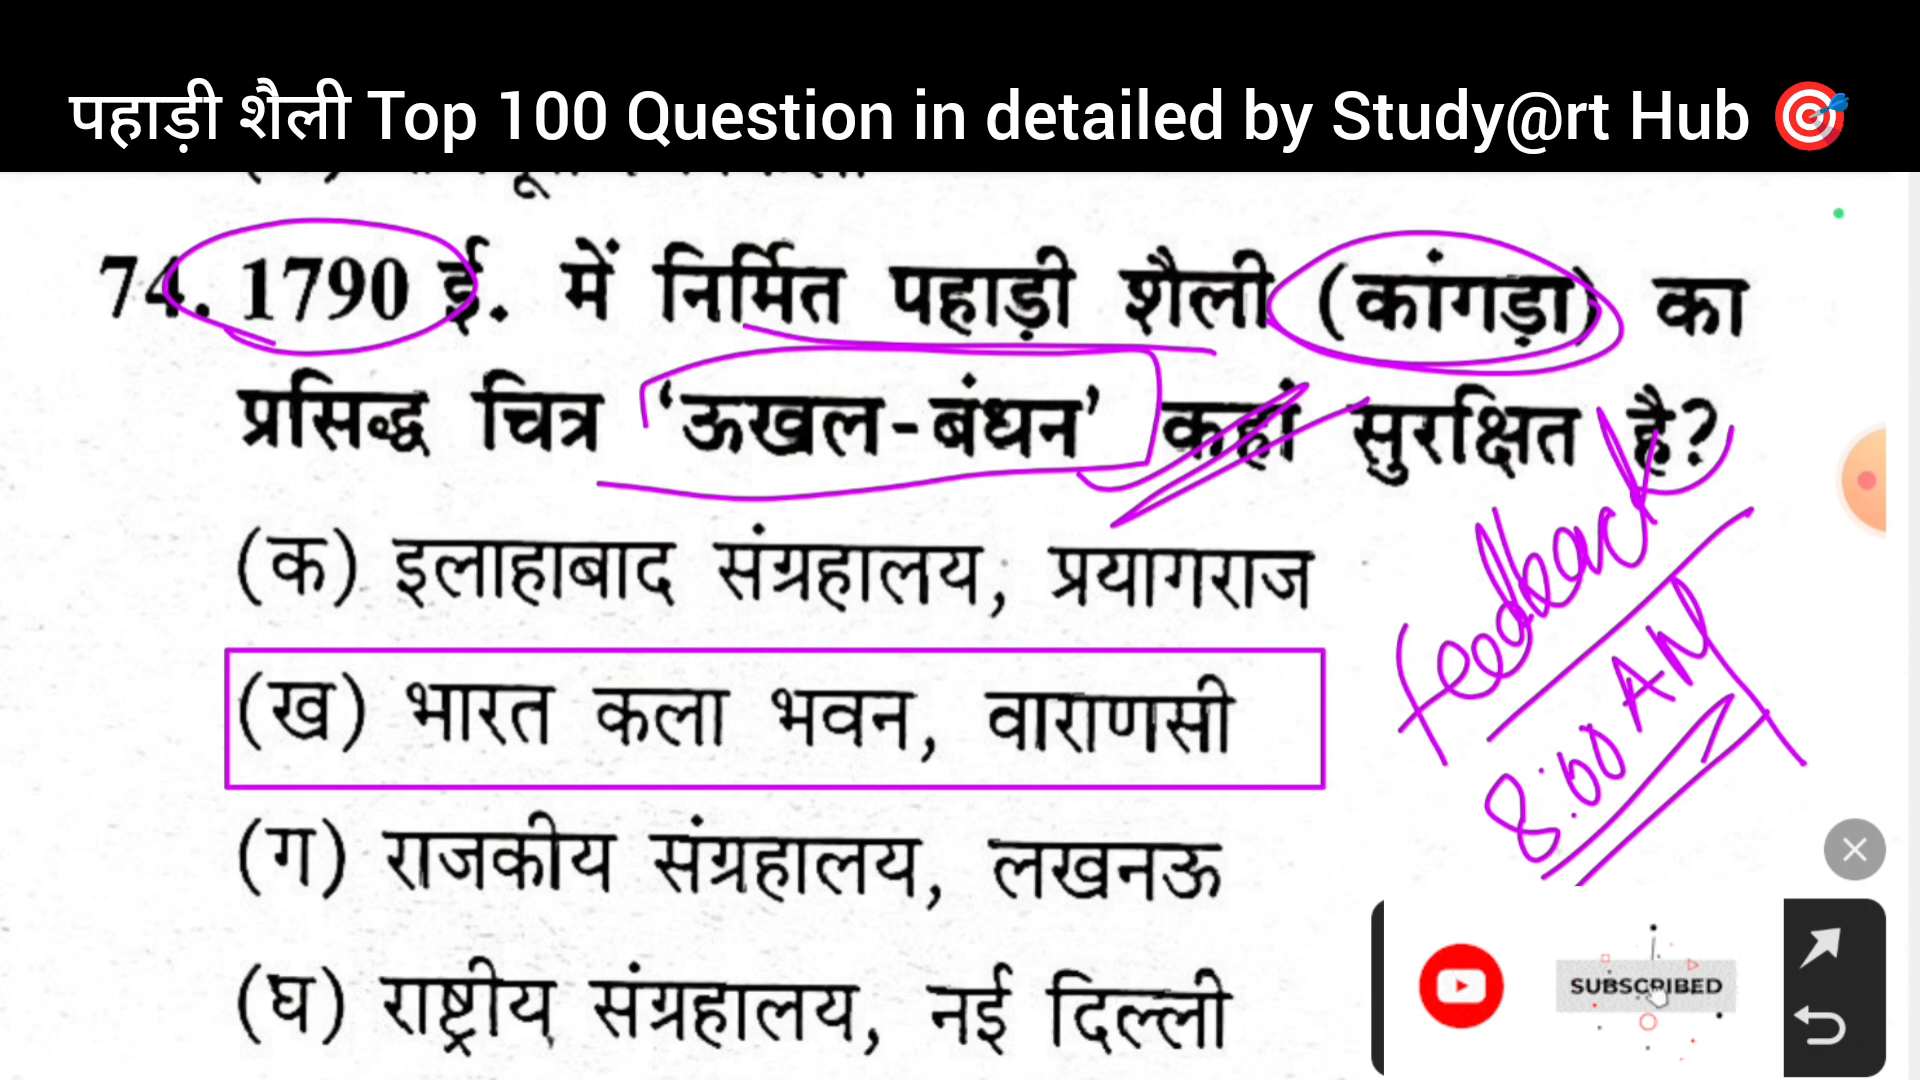 पहाड़ी शैली Top 100 Question in detailed by Study@rt Hub 🎯
74. 1790 ई. में निर्मित पहाड़ी शैली (कांगड़ा) का
प्रसिद्ध चित्र ‘ऊखल-बंधन’ कहां सुरक्षित है?
(क) इलाहाबाद संग्रहालय, प्रयागराज
(ख) भारत कला भवन, वाराणसी
(ग) राजकीय संग्रहालय, लखनऊ
(घ) राष्ट्रीय संग्रहालय, नई दिल्ली
Feedback
8:00 AM
SUBSCRIBED